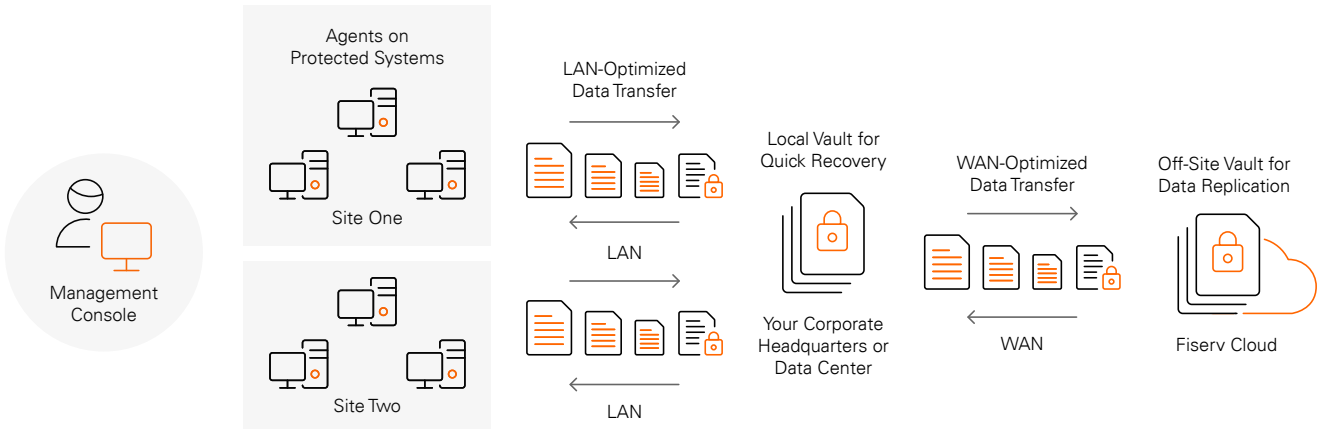 Management
Console
Agents on
Protected Systems
Site One
Site Two
LAN-Optimized
Data Transfer
LAN
LAN
Local Vault for
Quick Recovery
Your Corporate
Headquarters or
Data Center
WAN-Optimized
Data Transfer
WAN
Off-Site Vault for
Data Replication
Fiserv Cloud